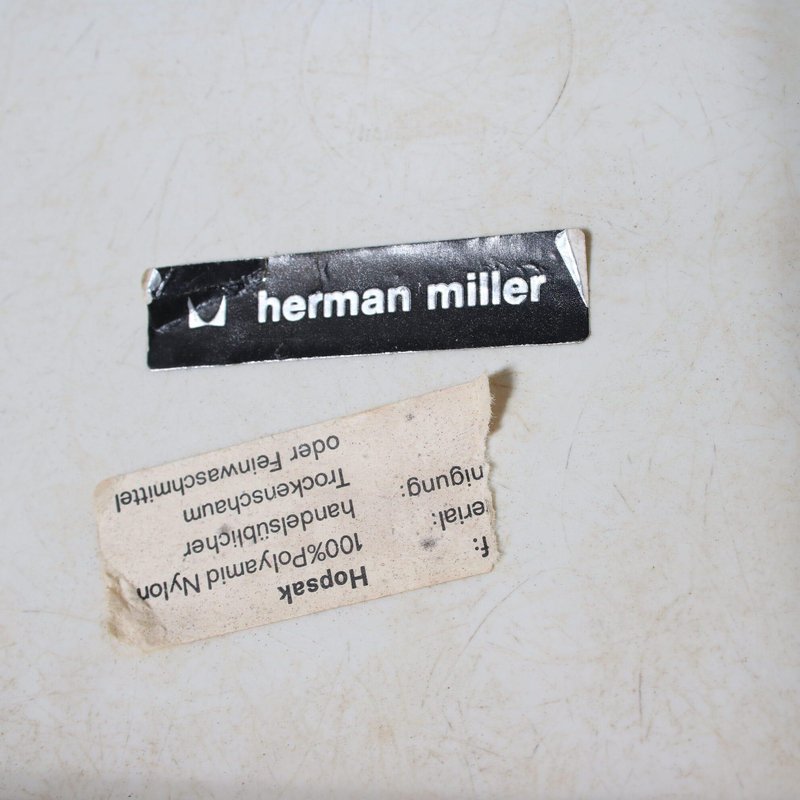 herman miller
f: Hopsak
erial: 100%Polyamid Nylon
nigung: handelsüblicher
Trockenschaum
oder Feinwaschmittel